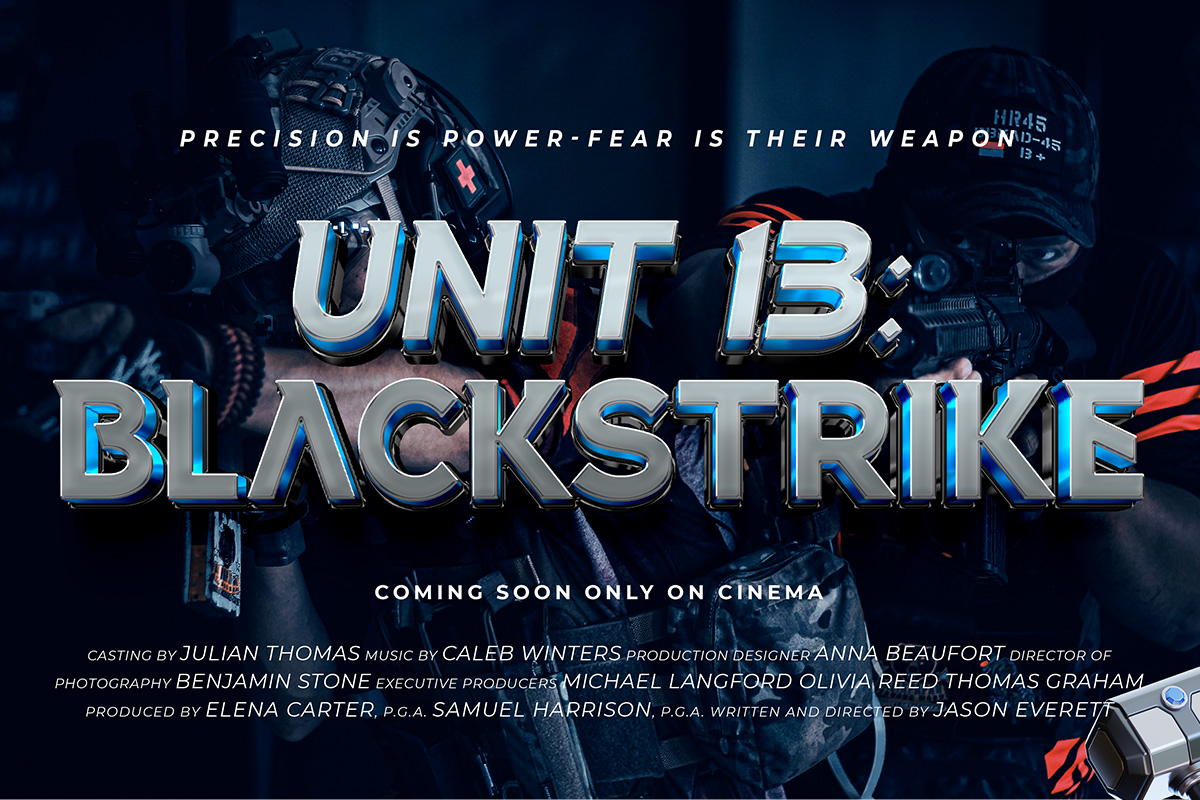 PRECISION IS POWER-FEAR IS THEIR WEAPON
HR45
B+
UNIT 13:
BLACKSTRIKE
COMING SOON ONLY ON CINEMA
CASTING BY JULIAN THOMAS MUSIC BY CALEB WINTERS PRODUCTION DESIGNER ANNA BEAUFORT DIRECTOR OF
PHOTOGRAPHY BENJAMIN STONE EXECUTIVE PRODUCERS MICHAEL LANGFORD OLIVIA REED THOMAS GRAHAM
PRODUCED BY ELENA CARTER, P.G.A. SAMUEL HARRISON, P.G.A. WRITTEN AND DIRECTED BY JASON EVERETT